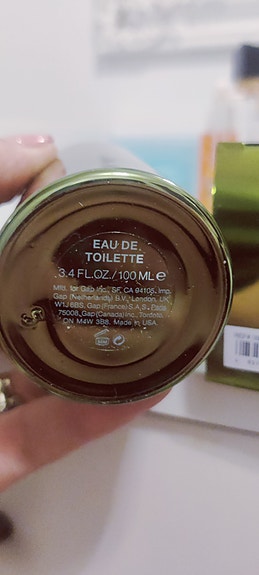 EAU DE
TOILETTE
3.4 FL.OZ./100 ML e
Mfd. for Gap Inc., SF, CA 94105. Imp.
Gap (Netherlands) B.V., London, UK
W1J 6BS, Gap (France) S.A.S., Paris
75008, Gap (Canada) Inc., Toronto,
ON M4W 3B8. Made in USA.